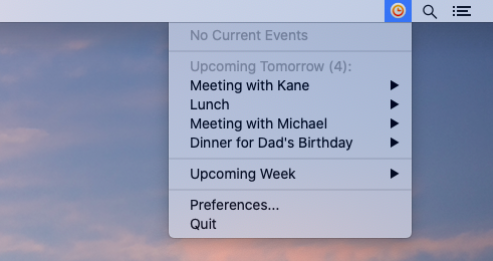 No Current Events
Upcoming Tomorrow (4):
Meeting with Kane
Lunch
Meeting with Michael
Dinner for Dad's Birthday
Upcoming Week
Preferences...
Quit